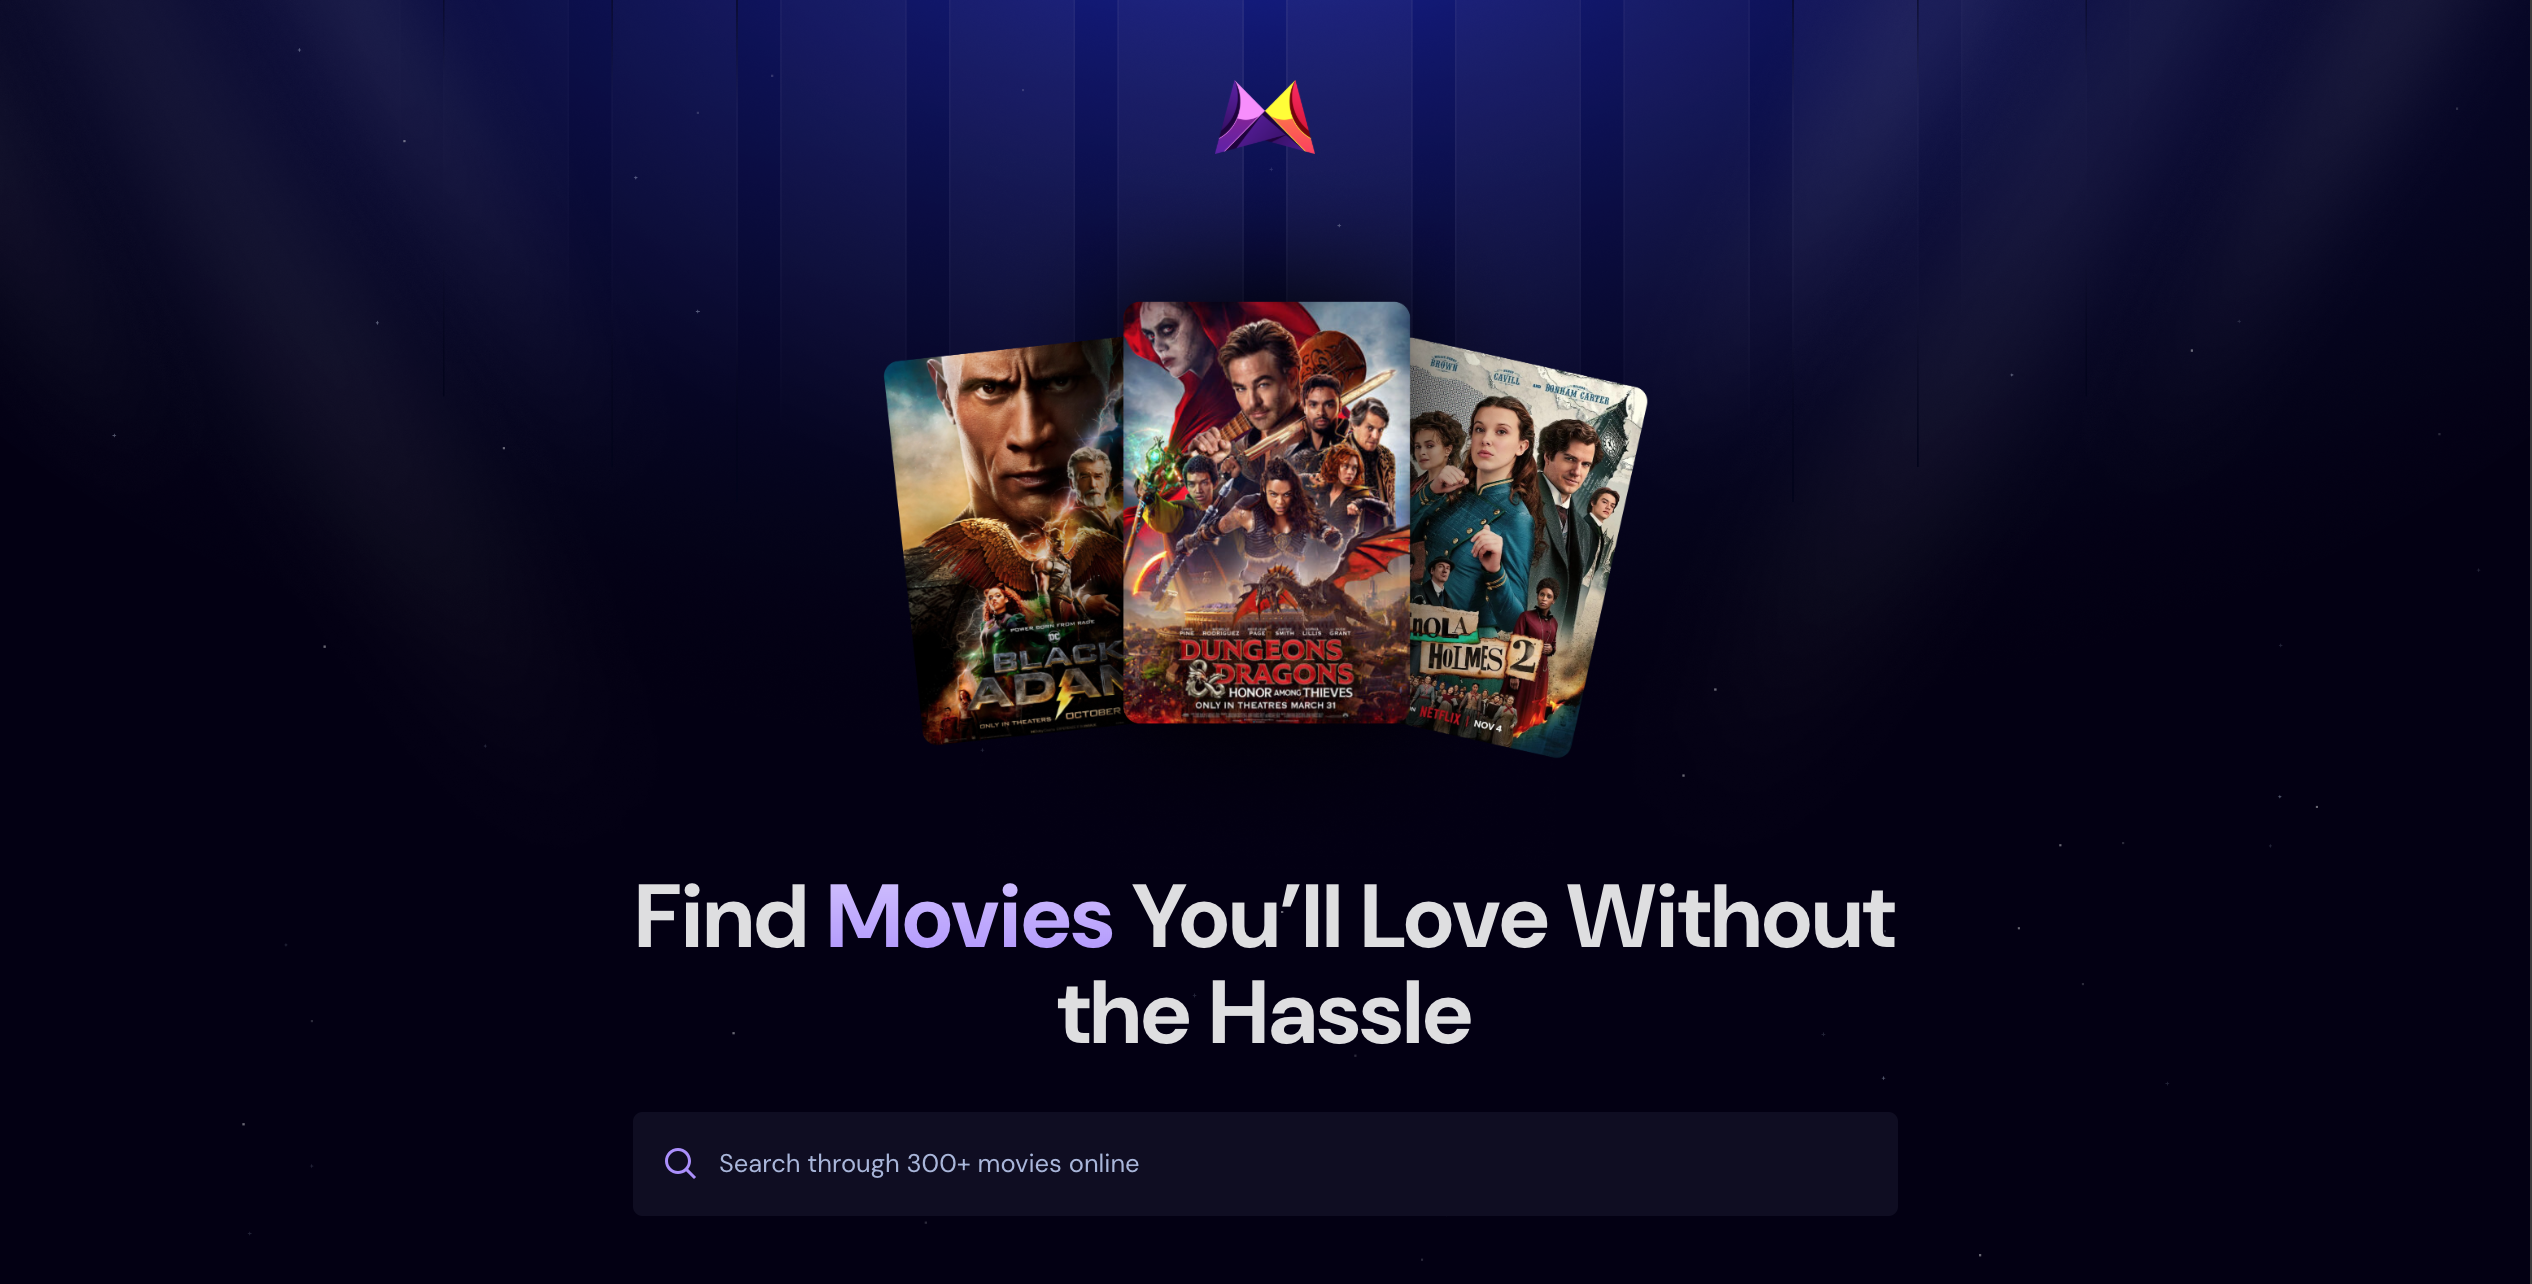 BROWN
CAVILL
AND BONHAM CARTER
POWER BORN FROM RAGE
DC
BLACK
ONLY IN THEATERS OCTOBER
PINE RODRIGUEZ PAGE SMITH LILLIS GRANT
DUNGEONS
& DRAGONS
HONOR AMONG THIEVES
ONLY IN THEATRES MARCH 31
HOLMES 2
NETFLIX NOV 4
Find Movies You’ll Love Without
the Hassle
Search through 300+ movies online